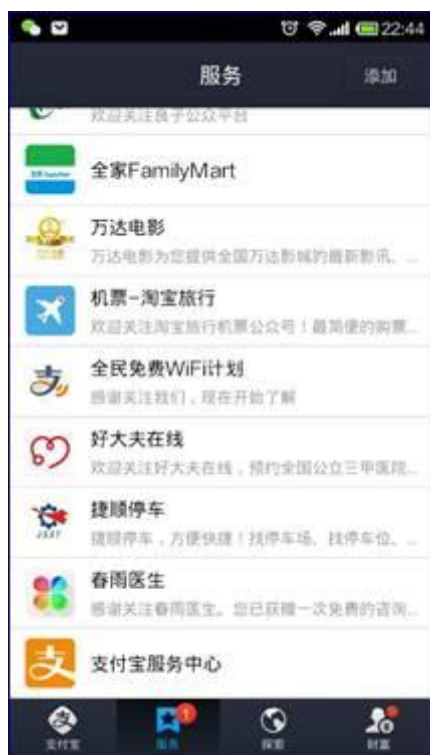 22:44
服务
添加
欢迎关注良子公众平台
全家FamilyMart
万达电影
万达电影为您提供全国万达影城的最新影讯、...
机票-淘宝旅行
欢迎关注淘宝旅行机票公众号！最简便的购票...
全民免费WiFi计划
感谢关注我们，现在开始了解
好大夫在线
欢迎关注好大夫在线，预约全国公立三甲医院...
捷顺停车
捷顺停车，方便快捷！找停车场、找停车位、...
春雨医生
感谢关注春雨医生。您已获赠一次免费的咨询...
支付宝服务中心
1
支付宝
服务
探索
财富